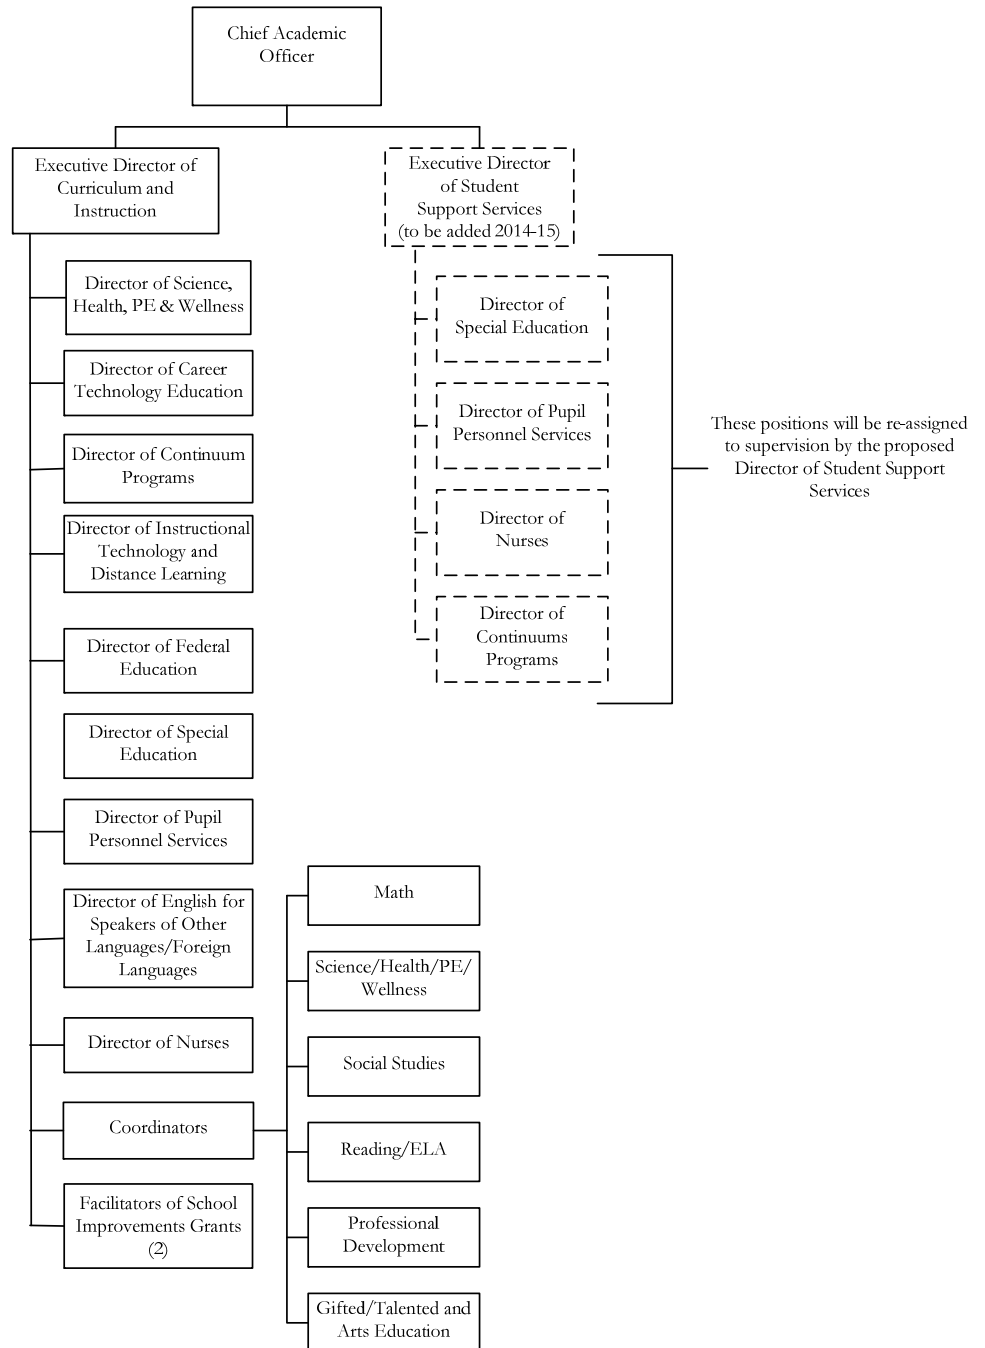 Chief Academic
Officer
Executive Director of
Curriculum and
Instruction
Executive Director
of Student
Support Services
(to be added 2014-15)
Director of Science,
Health, PE & Wellness
Director of Career
Technology Education
Director of Continuum
Programs
Director of Instructional
Technology and
Distance Learning
Director of Federal
Education
Director of Special
Education
Director of Pupil
Personnel Services
Director of English for
Speakers of Other
Languages/Foreign
Languages
Director of Nurses
Coordinators
Facilitators of School
Improvements Grants
(2)
Math
Science/Health/PE/
Wellness
Social Studies
Reading/ELA
Professional
Development
Gifted/Talented and
Arts Education
Director of
Special Education
Director of Pupil
Personnel Services
Director of
Nurses
Director of
Continuums
Programs
These positions will be re-assigned
to supervision by the proposed
Director of Student Support
Services